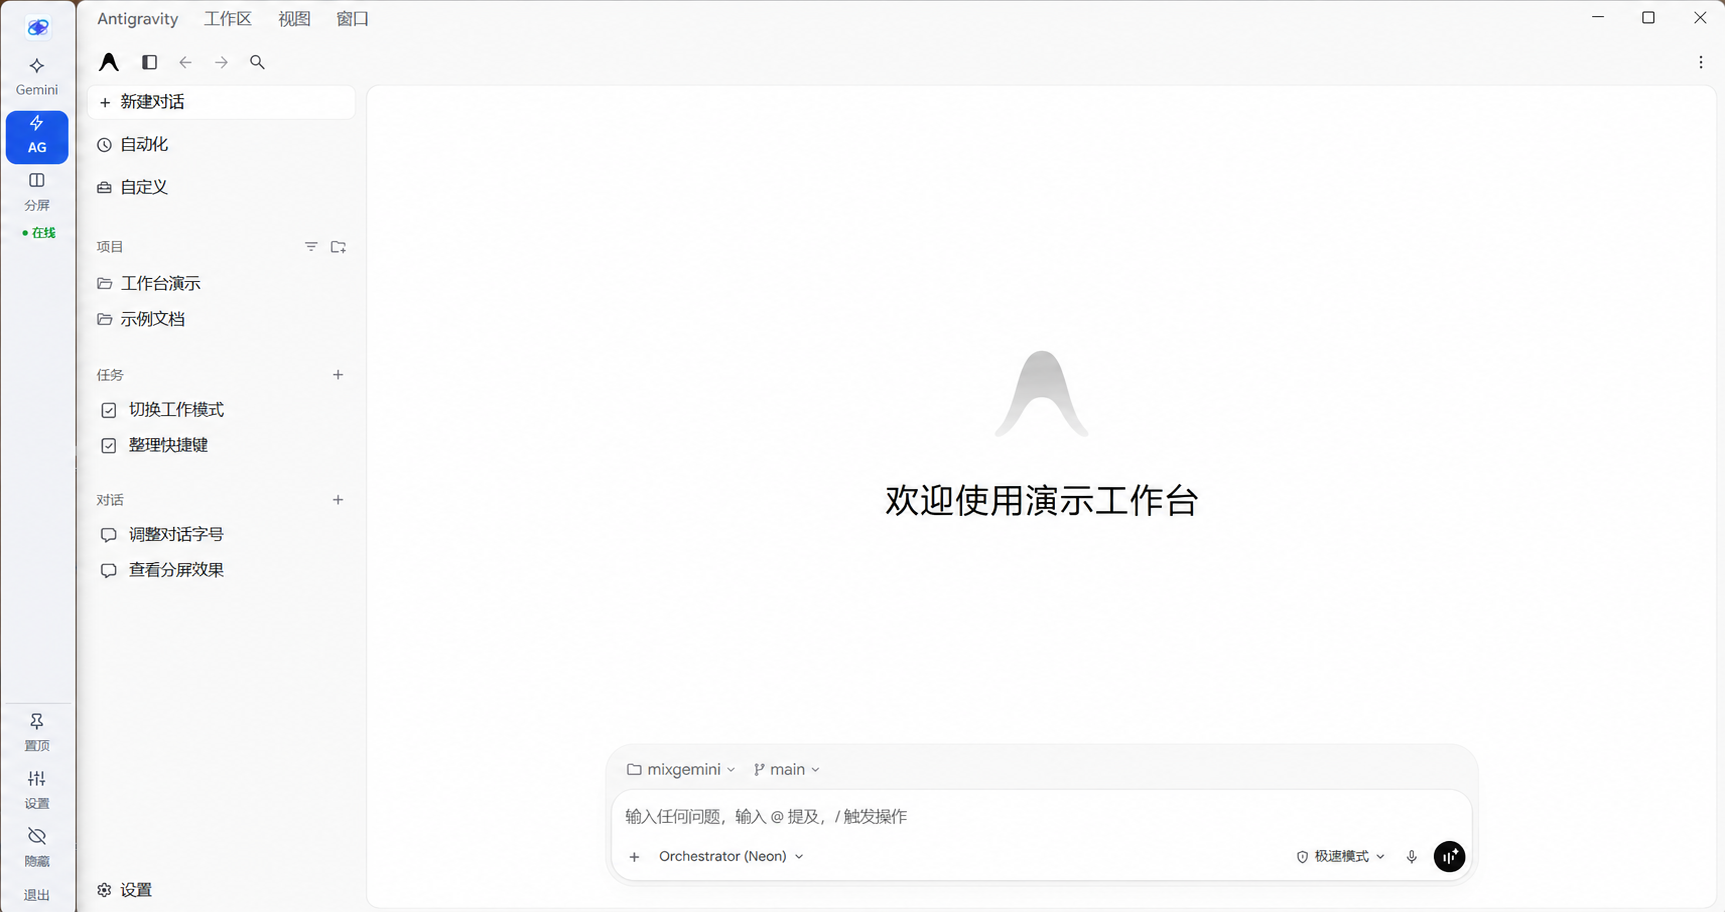 Antigravity 工作区 视图 窗口
Gemini
AG
分屏
在线
置顶
设置
隐藏
退出
新建对话
自动化
自定义
项目
工作台演示
示例文档
任务
切换工作模式
整理快捷键
对话
调整对话字号
查看分屏效果
设置
欢迎使用演示工作台
mixgemini main
输入任何问题，输入 @ 提及，/ 触发操作
Orchestrator (Neon) 极速模式